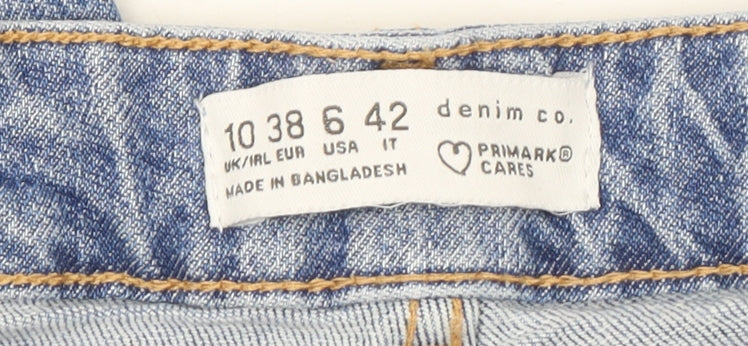 10 38 6 42
UK/IRL EUR USA IT
MADE IN BANGLADESH
denim co.
PRIMARK®
CARES